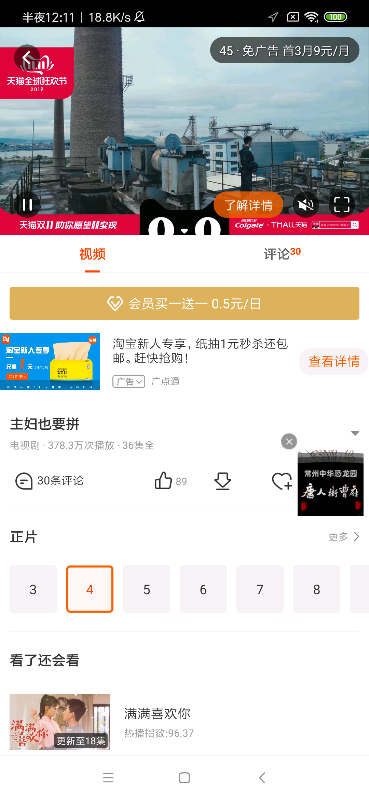 半夜12:11 | 18.8K/s
100
45 · 免广告 首3月9元/月
天猫全球狂欢节
2019
了解详情
天猫双11 助你愿望11实现
Colgate
TMALL天猫
视频
评论30
会员买一送一 0.5元/日
淘宝新人专享
淘宝新人专享，纸抽1元秒杀还包
邮。赶快抢购！
查看详情
广告
广点通
主妇也要拼
电视剧 · 378.3万次播放 · 36集全
30条评论
89
常州中华恐龙园
唐人街曹府
正片
更多
3
4
5
6
7
8
看了还会看
满满喜欢你
更新至18集
满满喜欢你
热播指数:96.37